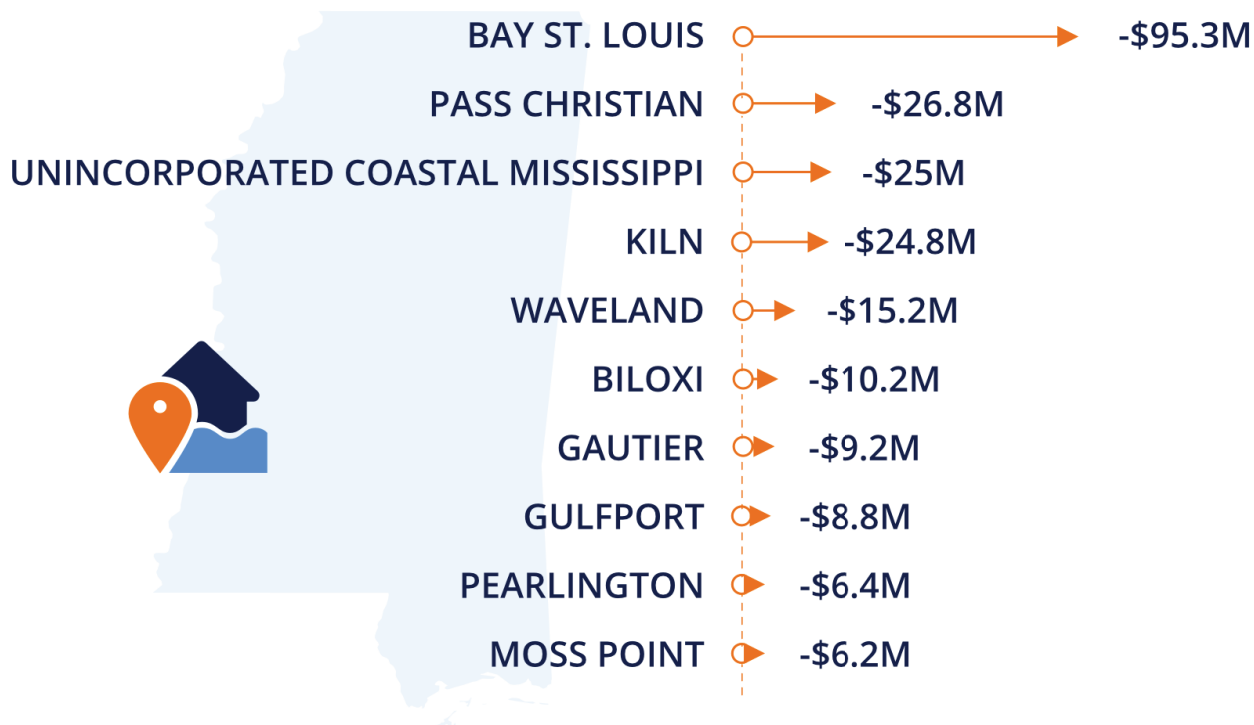 BAY ST. LOUIS -$95.3M
PASS CHRISTIAN -$26.8M
UNINCORPORATED COASTAL MISSISSIPPI -$25M
KILN -$24.8M
WAVELAND -$15.2M
BILOXI -$10.2M
GAUTIER -$9.2M
GULFPORT -$8.8M
PEARLINGTON -$6.4M
MOSS POINT -$6.2M